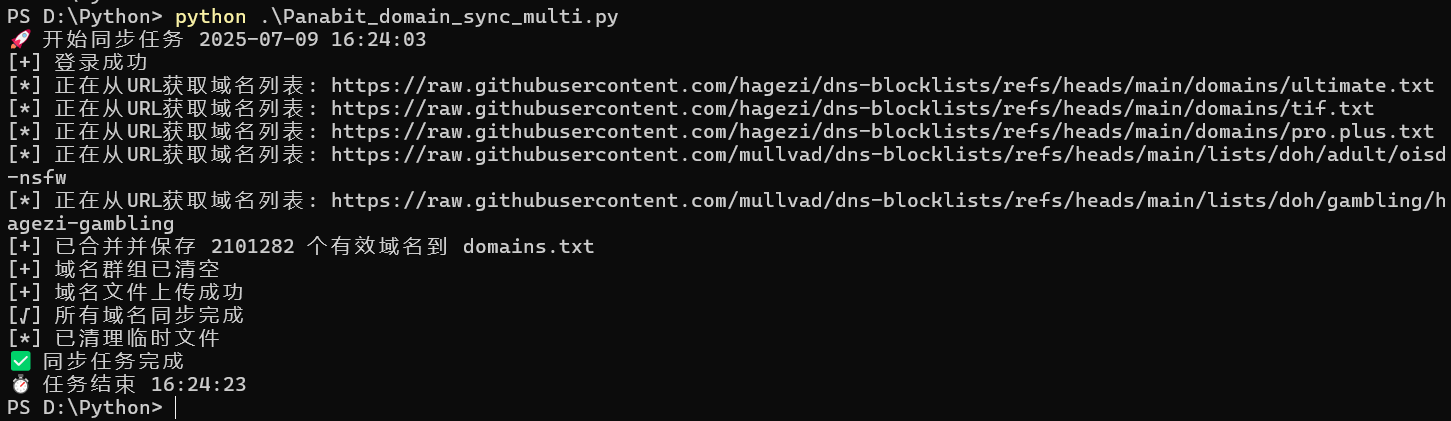 PS D:\Python> python .\Panabit_domain_sync_multi.py
🚀 开始同步任务 2025-07-09 16:24:03
[+] 登录成功
[*] 正在从URL获取域名列表: https://raw.githubusercontent.com/hagezi/dns-blocklists/refs/heads/main/domains/ultimate.txt
[*] 正在从URL获取域名列表: https://raw.githubusercontent.com/hagezi/dns-blocklists/refs/heads/main/domains/tif.txt
[*] 正在从URL获取域名列表: https://raw.githubusercontent.com/hagezi/dns-blocklists/refs/heads/main/domains/pro.plus.txt
[*] 正在从URL获取域名列表: https://raw.githubusercontent.com/mullvad/dns-blocklists/refs/heads/main/lists/doh/adult/oisd
-nsfw
[*] 正在从URL获取域名列表: https://raw.githubusercontent.com/mullvad/dns-blocklists/refs/heads/main/lists/doh/gambling/h
agezi-gambling
[+] 已合并并保存 2101282 个有效域名到 domains.txt
[+] 域名群组已清空
[+] 域名文件上传成功
[√] 所有域名同步完成
[*] 已清理临时文件
✅ 同步任务完成
⏱ 任务结束 16:24:23
PS D:\Python>